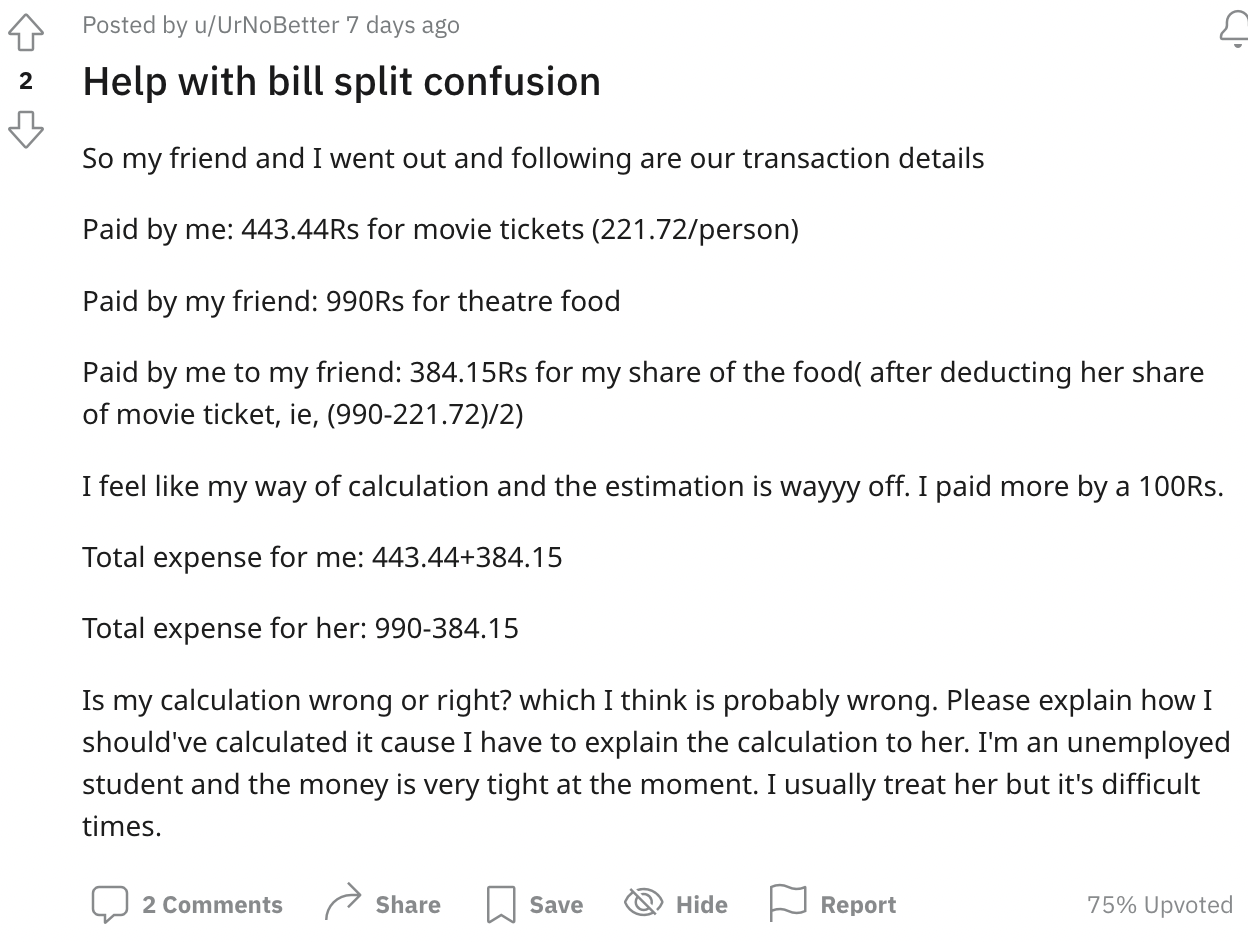 Posted by u/UrNoBetter 7 days ago
2
Help with bill split confusion
So my friend and I went out and following are our transaction details
Paid by me: 443.44Rs for movie tickets (221.72/person)
Paid by my friend: 990Rs for theatre food
Paid by me to my friend: 384.15Rs for my share of the food( after deducting her share
of movie ticket, ie, (990-221.72)/2)
I feel like my way of calculation and the estimation is wayyy off. I paid more by a 100Rs.
Total expense for me: 443.44+384.15
Total expense for her: 990-384.15
Is my calculation wrong or right? which I think is probably wrong. Please explain how I
should've calculated it cause I have to explain the calculation to her. I'm an unemployed
student and the money is very tight at the moment. I usually treat her but it's difficult
times.
2 Comments Share Save Hide Report 75% Upvoted